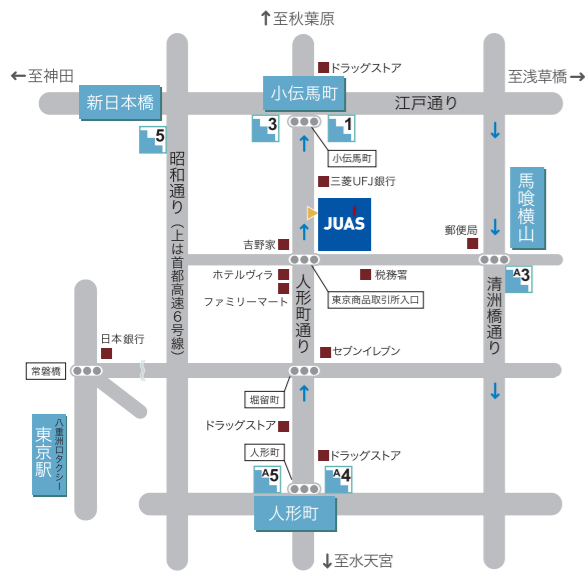 ↑至秋葉原
ドラッグストア
←至神田
至浅草橋→
新日本橋
小伝馬町
江戸通り
5
3
1
小伝馬町
昭和通り（上は首都高速6号線）
三菱UFJ銀行
馬喰横山
JUAS
吉野家
郵便局
ホテルヴィラ
税務署
A3
ファミリーマート
人形町通り
東京商品取引所入口
清洲橋通り
日本銀行
セブンイレブン
常磐橋
堀留町
東京駅
八重洲口タクシー
ドラッグストア
人形町
ドラッグストア
A5
A4
人形町
↓至水天宮